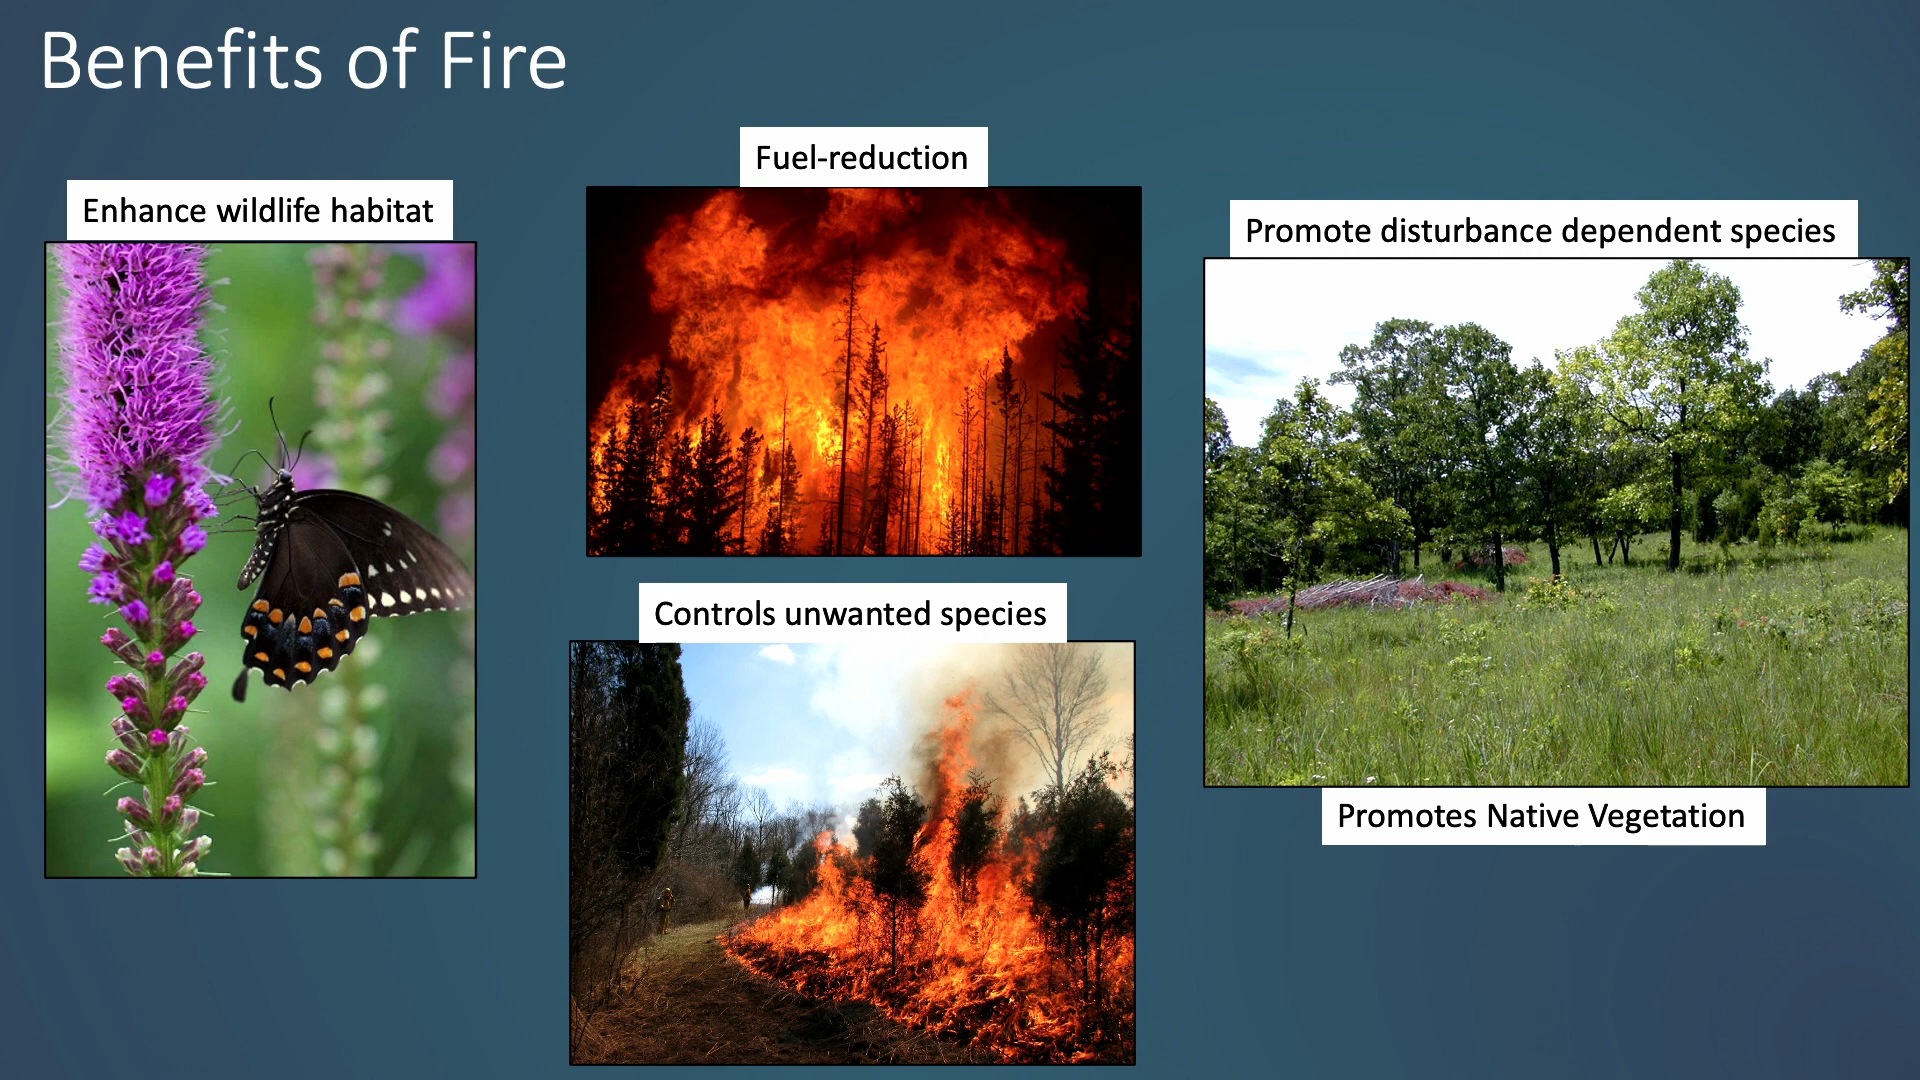 Benefits of Fire
Enhance wildlife habitat
Fuel-reduction
Controls unwanted species
Promote disturbance dependent species
Promotes Native Vegetation